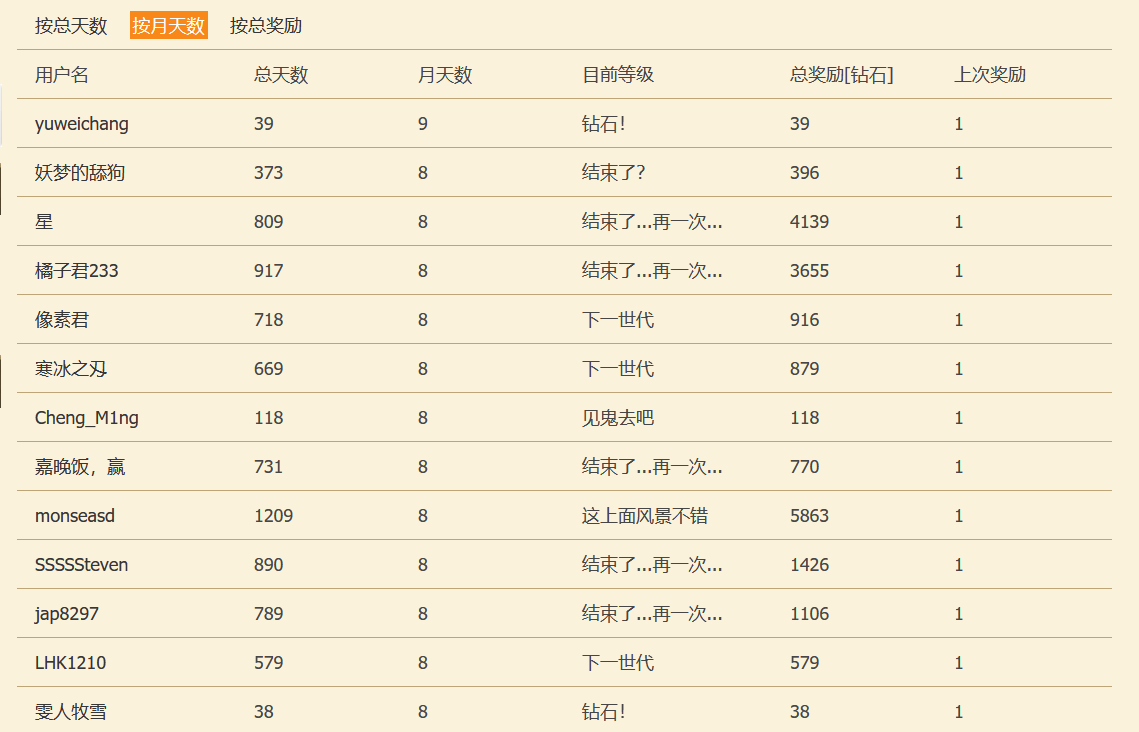 按总天数 按月天数 按总奖励
用户名 总天数 月天数 目前等级 总奖励[钻石] 上次奖励
yuweichang 39 9 钻石！ 39 1
妖梦的舔狗 373 8 结束了？ 396 1
星 809 8 结束了...再一次... 4139 1
橘子君233 917 8 结束了...再一次... 3655 1
像素君 718 8 下一世代 916 1
寒冰之刃 669 8 下一世代 879 1
Cheng_M1ng 118 8 见鬼去吧 118 1
嘉晚饭，赢 731 8 结束了...再一次... 770 1
monseasd 1209 8 这上面风景不错 5863 1
SSSSSteven 890 8 结束了...再一次... 1426 1
jap8297 789 8 结束了...再一次... 1106 1
LHK1210 579 8 下一世代 579 1
雯人牧雪 38 8 钻石！ 38 1